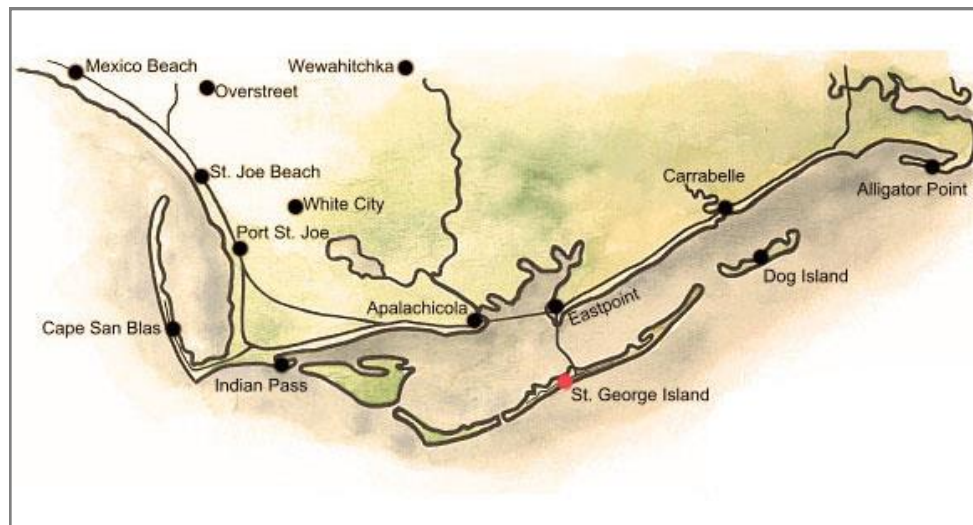 Mexico Beach
Wewahitchka
Overstreet
St. Joe Beach
Carrabelle
Alligator Point
White City
Port St. Joe
Dog Island
Apalachicola
Eastpoint
Cape San Blas
Indian Pass
St. George Island